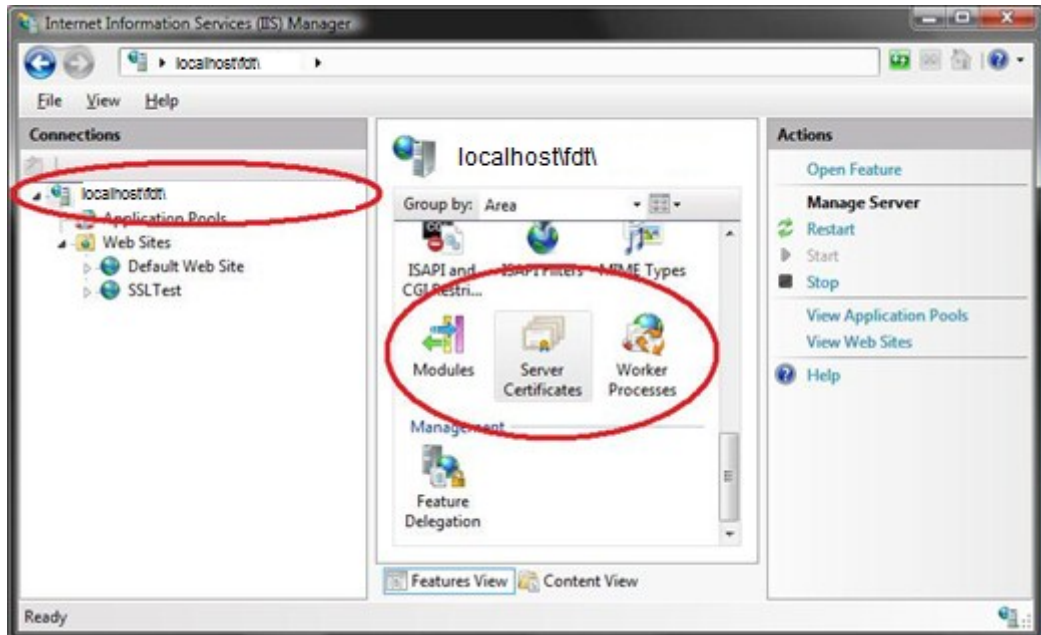 Internet Information Services (IIS) Manager
localhost\fdt\
File View Help
Connections
localhost\fdt\
Application Pools
Web Sites
Default Web Site
SSLTest
localhost\fdt\
Group by: Area
ISAPI and CGI Restri...
ISAPI Filters
MIME Types
Modules
Server Certificates
Worker Processes
Management
Feature Delegation
Features View
Content View
Actions
Open Feature
Manage Server
Restart
Start
Stop
View Application Pools
View Web Sites
Help
Ready